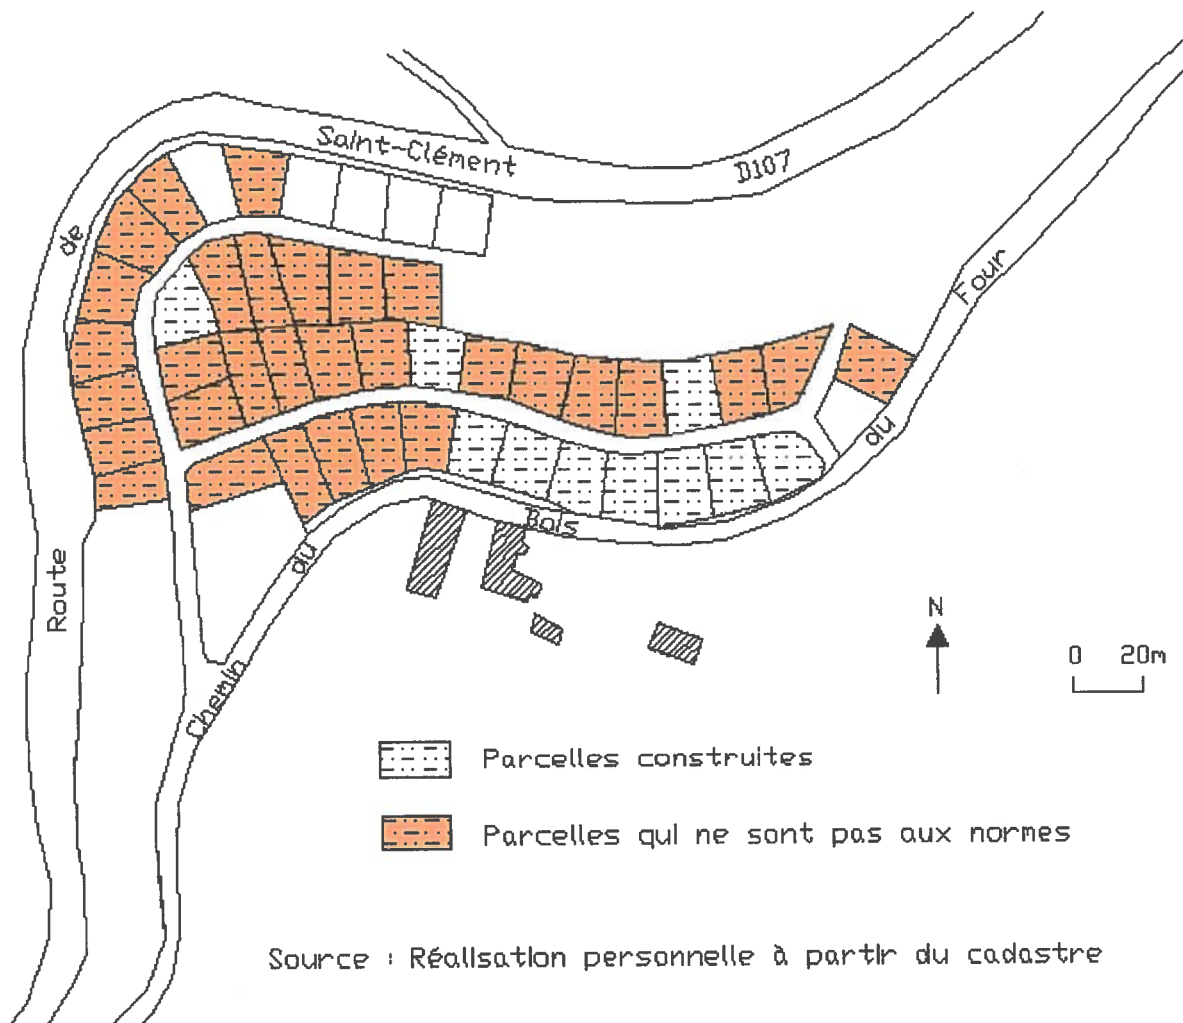 Saint-Clément
D107
de
Four
du
Bois
du
Route
Chemin
N
0 20m
Parcelles construites
Parcelles qui ne sont pas aux normes
Source : Réalisation personnelle à partir du cadastre